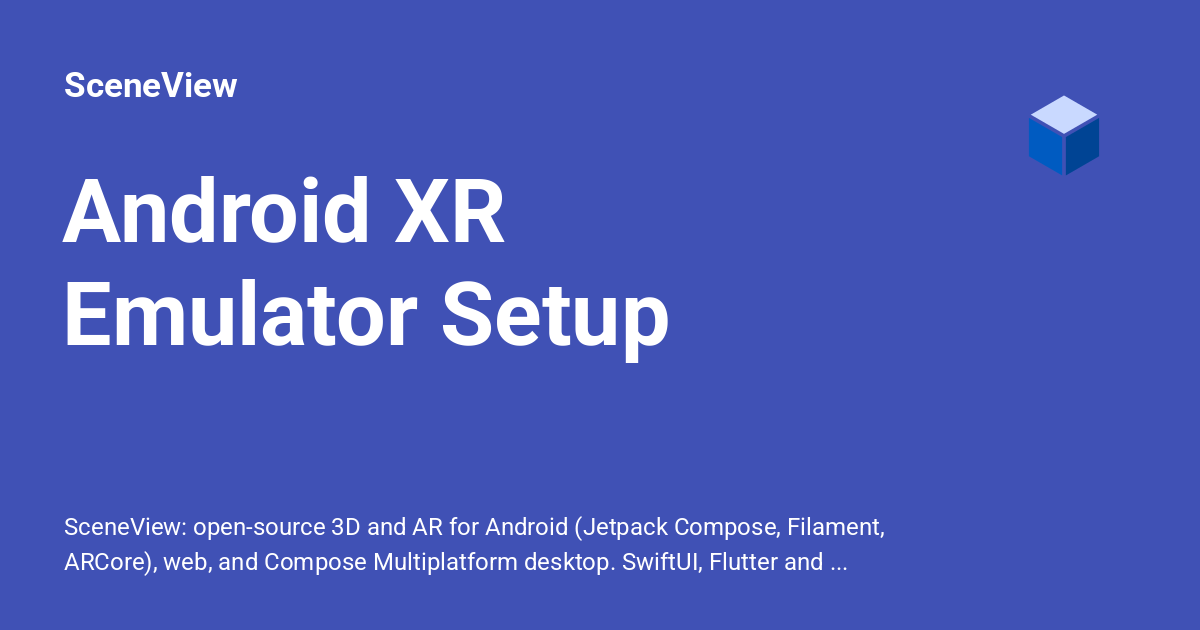 SceneView
Android XR
Emulator Setup
SceneView: open-source 3D and AR for Android (Jetpack Compose, Filament,
ARCore), web, and Compose Multiplatform desktop. SwiftUI, Flutter and ...